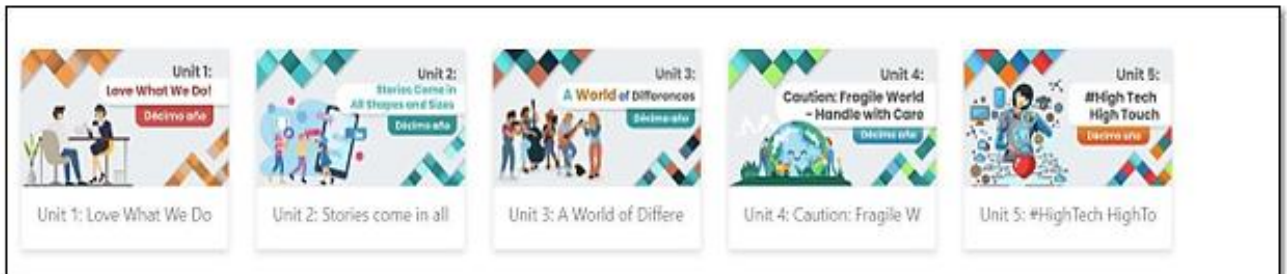 Unit 1:
Love What We Do!
Décimo año
Unit 1: Love What We Do
Unit 2:
Stories Come in
All Shapes and Sizes
Décimo año
Unit 2: Stories come in all
Unit 3:
A World of Differences
Décimo año
Unit 3: A World of Differe
Unit 4:
Caution: Fragile World
- Handle with Care
Décimo año
Unit 4: Caution: Fragile W
Unit 5:
#High Tech
High Touch
Décimo año
Unit 5: #HighTech HighTo